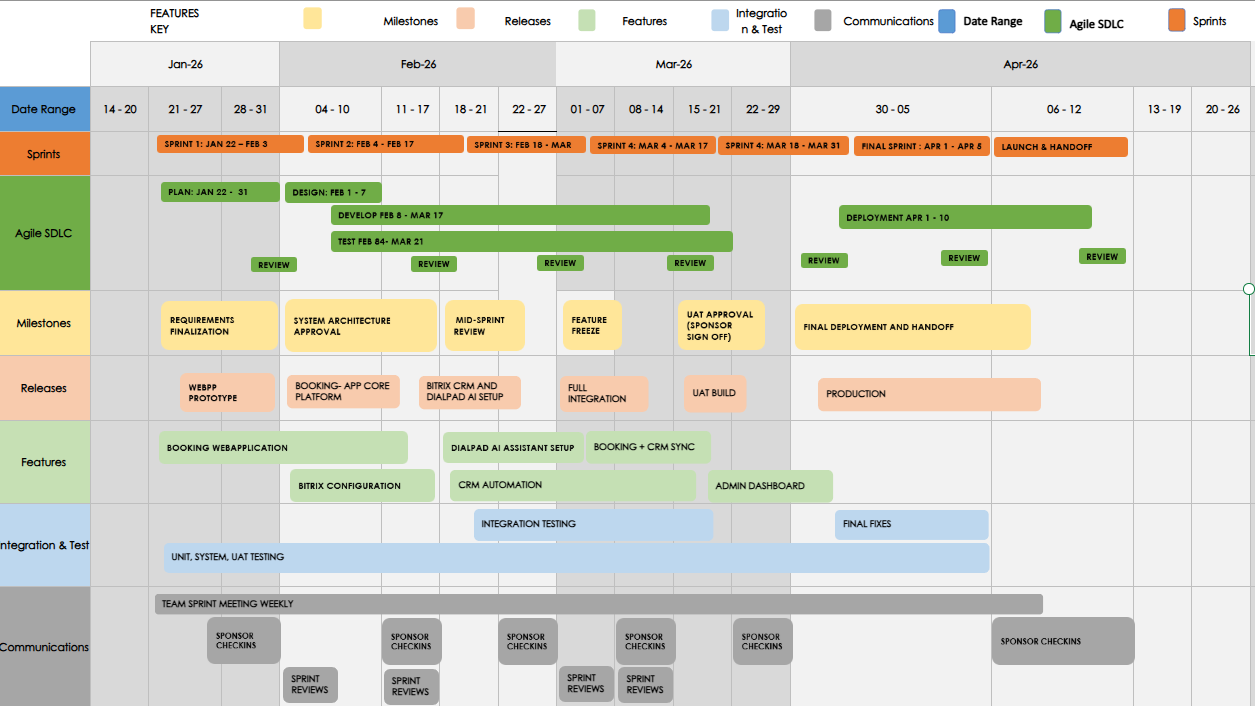 FEATURES
KEY
Milestones
Releases
Features
Integratio
n & Test
Communications
Date Range
Agile SDLC
Sprints
Jan-26
Feb-26
Mar-26
Apr-26
Date Range
14 - 20
21 - 27
28 - 31
04 - 10
11 - 17
18 - 21
22 - 27
01 - 07
08 - 14
15 - 21
22 - 29
30 - 05
06 - 12
13 - 19
20 - 26
Sprints
SPRINT 1: JAN 22 – FEB 3
SPRINT 2: FEB 4 - FEB 17
SPRINT 3: FEB 18 - MAR
SPRINT 4: MAR 4 - MAR 17
SPRINT 4: MAR 18 - MAR 31
FINAL SPRINT : APR 1 - APR 5
LAUNCH & HANDOFF
Agile SDLC
PLAN: JAN 22 - 31
DESIGN: FEB 1 - 7
DEVELOP FEB 8 - MAR 17
TEST FEB 84- MAR 21
DEPLOYMENT APR 1 - 10
REVIEW
REVIEW
REVIEW
REVIEW
REVIEW
REVIEW
REVIEW
Milestones
REQUIREMENTS
FINALIZATION
SYSTEM ARCHITECTURE
APPROVAL
MID-SPRINT
REVIEW
FEATURE
FREEZE
UAT APPROVAL
(SPONSOR
SIGN OFF)
FINAL DEPLOYMENT AND HANDOFF
Releases
WEBPP
PROTOTYPE
BOOKING- APP CORE
PLATFORM
BITRIX CRM AND
DIALPAD AI SETUP
FULL
INTEGRATION
UAT BUILD
PRODUCTION
Features
BOOKING WEBAPPLICATION
DIALPAD AI ASSISTANT SETUP
BOOKING + CRM SYNC
BITRIX CONFIGURATION
CRM AUTOMATION
ADMIN DASHBOARD
ntegration & Test
INTEGRATION TESTING
FINAL FIXES
UNIT, SYSTEM, UAT TESTING
Communications
TEAM SPRINT MEETING WEEKLY
SPONSOR
CHECKINS
SPONSOR
CHECKINS
SPONSOR
CHECKINS
SPONSOR
CHECKINS
SPONSOR
CHECKINS
SPONSOR CHECKINS
SPRINT
REVIEWS
SPRINT
REVIEWS
SPRINT
REVIEWS
SPRINT
REVIEWS